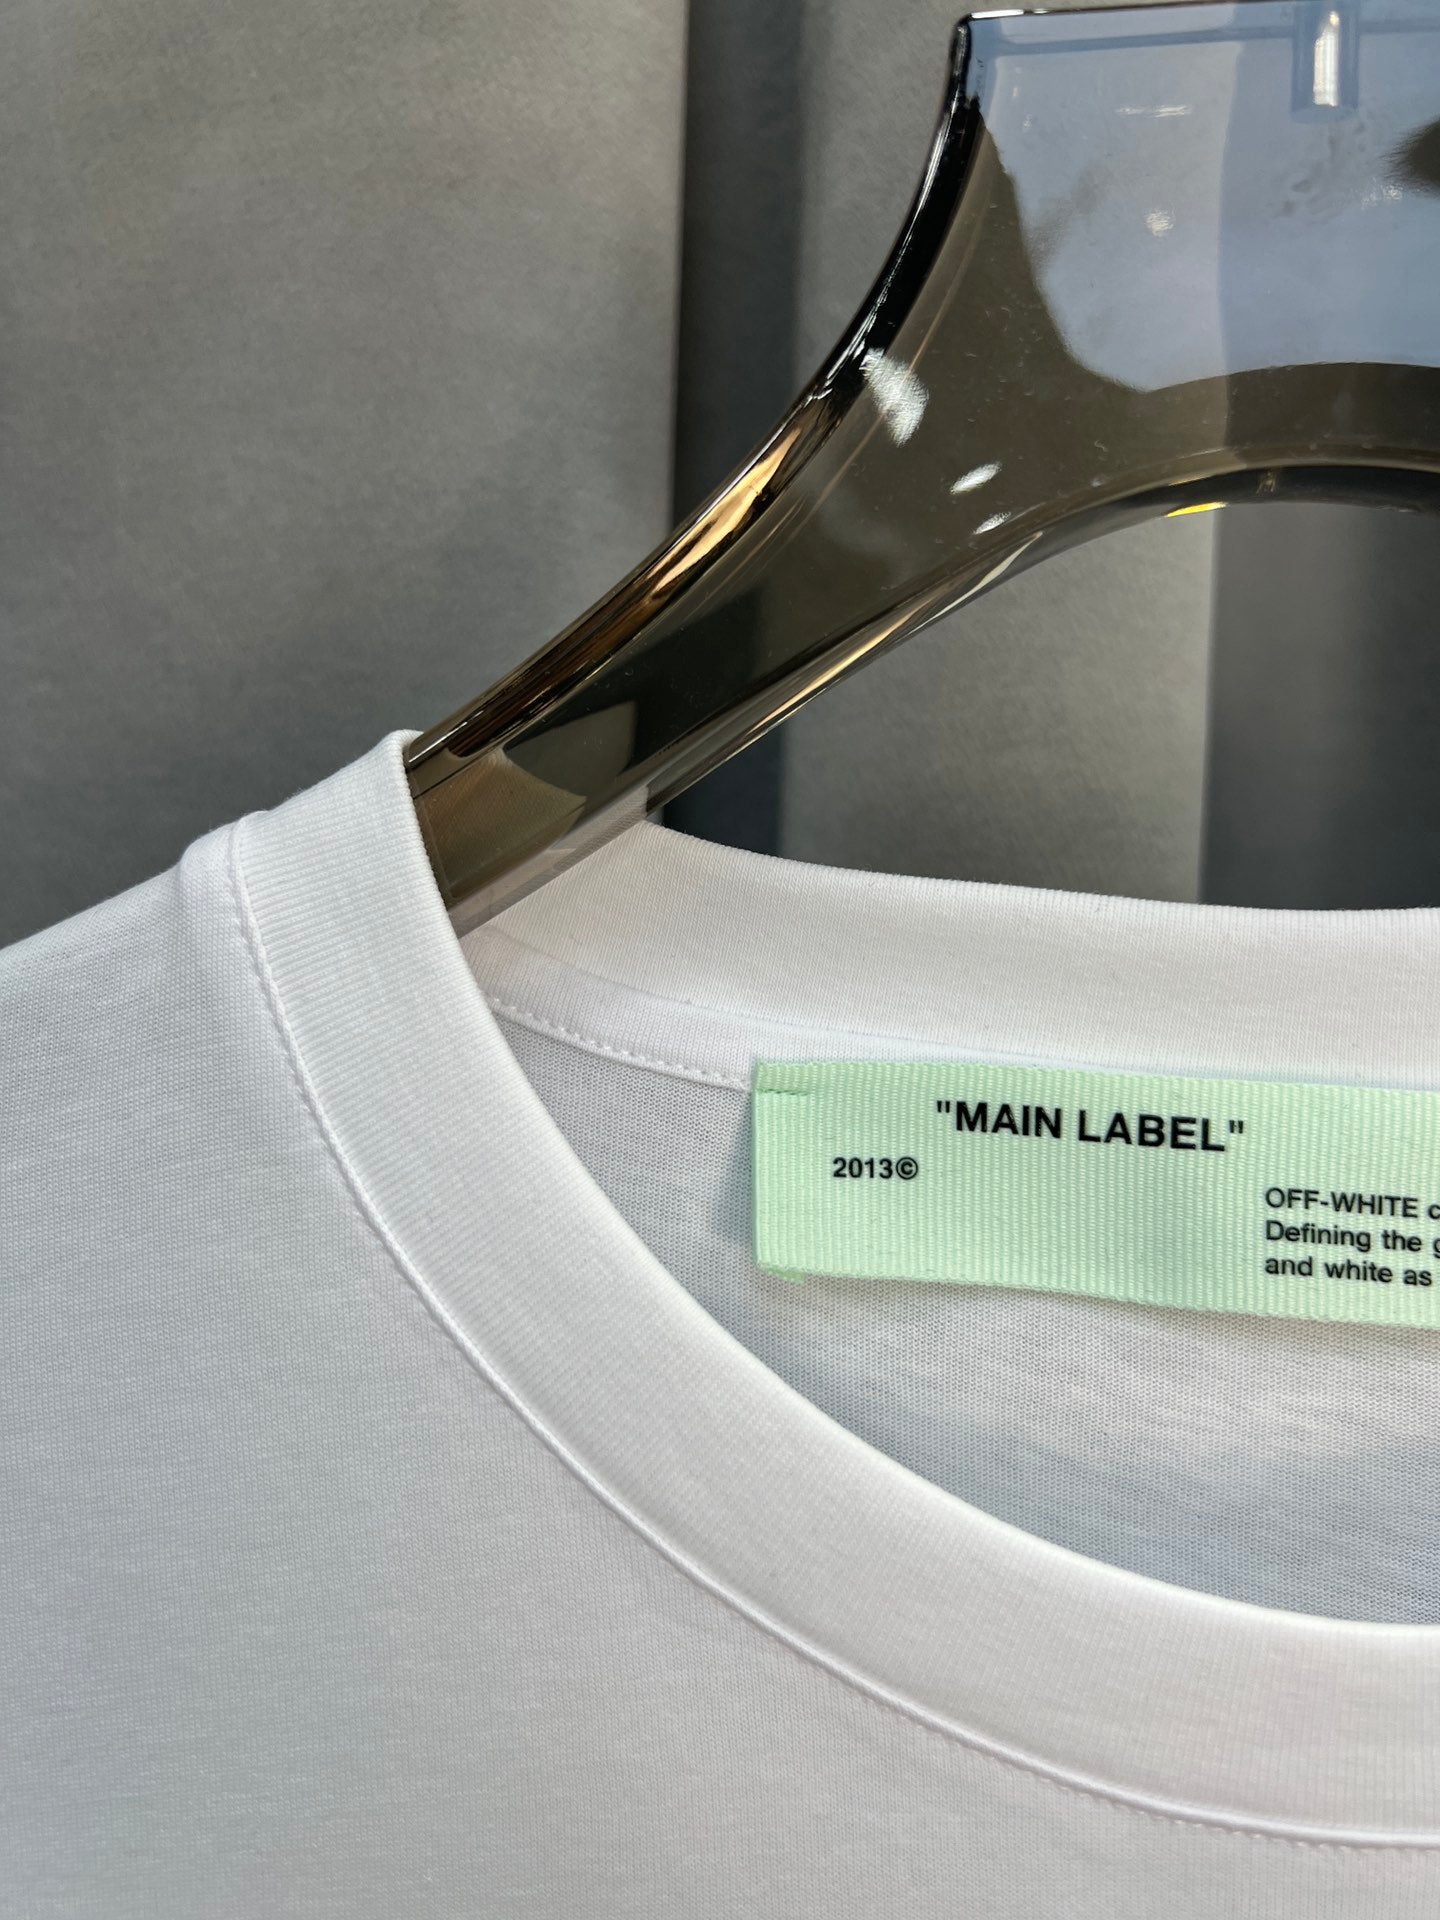 "MAIN LABEL"
2013©
OFF-WHITE
Defining the
and white as